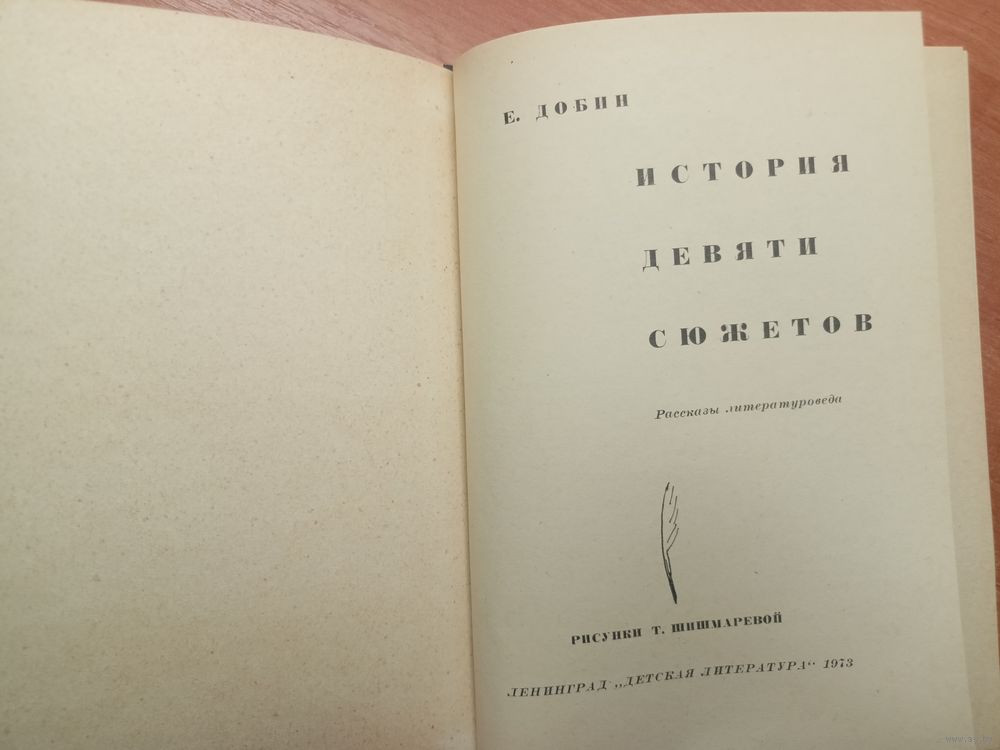 Е. ДОБИН
ИСТОРИЯ
ДЕВЯТИ
СЮЖЕТОВ
Рассказы литературоведа
РИСУНКИ Т. ШИШМАРЕВОЙ
ЛЕНИНГРАД „ДЕТСКАЯ ЛИТЕРАТУРА“ 1973